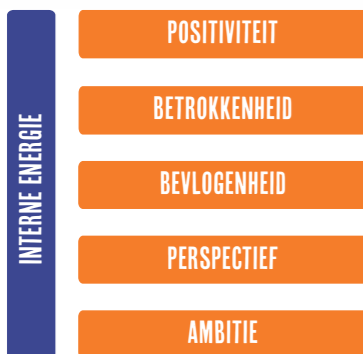 INTERNE ENERGIE
POSITIVITEIT
BETROKKENHEID
BEVLOGENHEID
PERSPECTIEF
AMBITIE